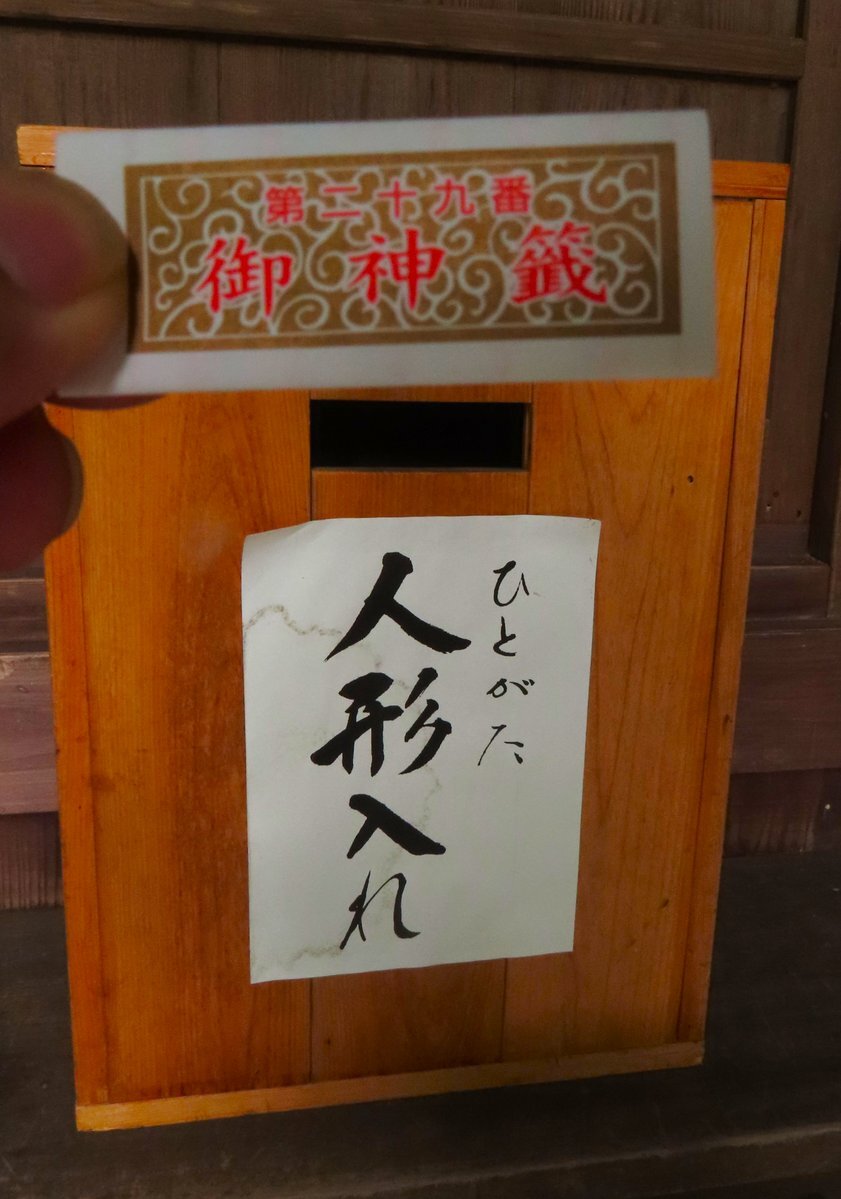 第二十九番
御神籤
ひとがた
人形入れ